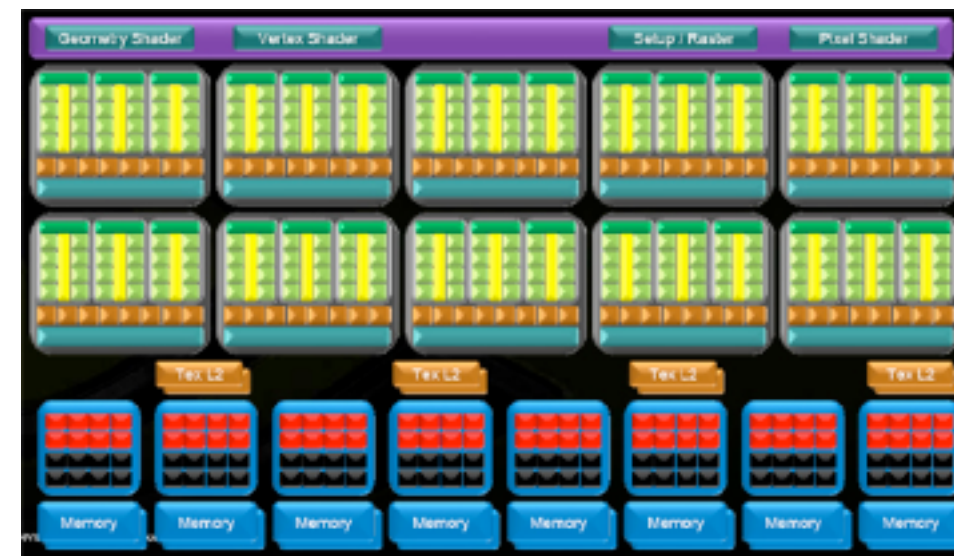 Geometry Shader Vertex Shader Setup / Raster Pixel Shader
Tex L2 Tex L2 Tex L2 Tex L2
Memory Memory Memory Memory Memory Memory Memory Memory